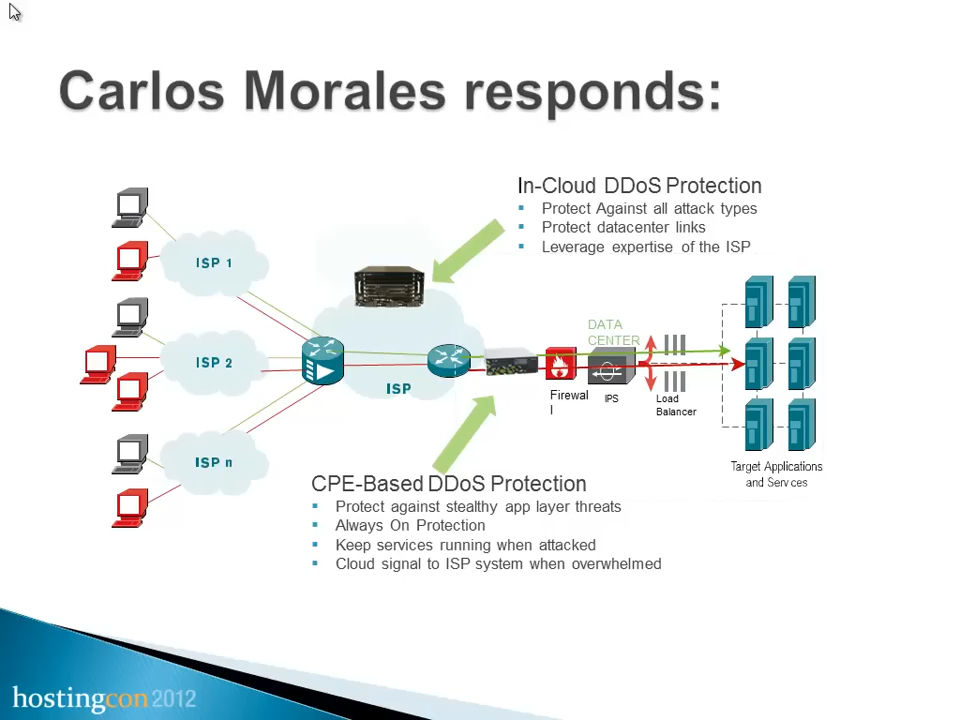 Carlos Morales responds:
In-Cloud DDoS Protection
Protect Against all attack types
Protect datacenter links
Leverage expertise of the ISP
ISP 1
ISP 2
ISP n
ISP
DATA
CENTER
Firewal
l
IPS
Load
Balancer
Target Applications
and Services
CPE-Based DDoS Protection
Protect against stealthy app layer threats
Always On Protection
Keep services running when attacked
Cloud signal to ISP system when overwhelmed
hostingcon 2012